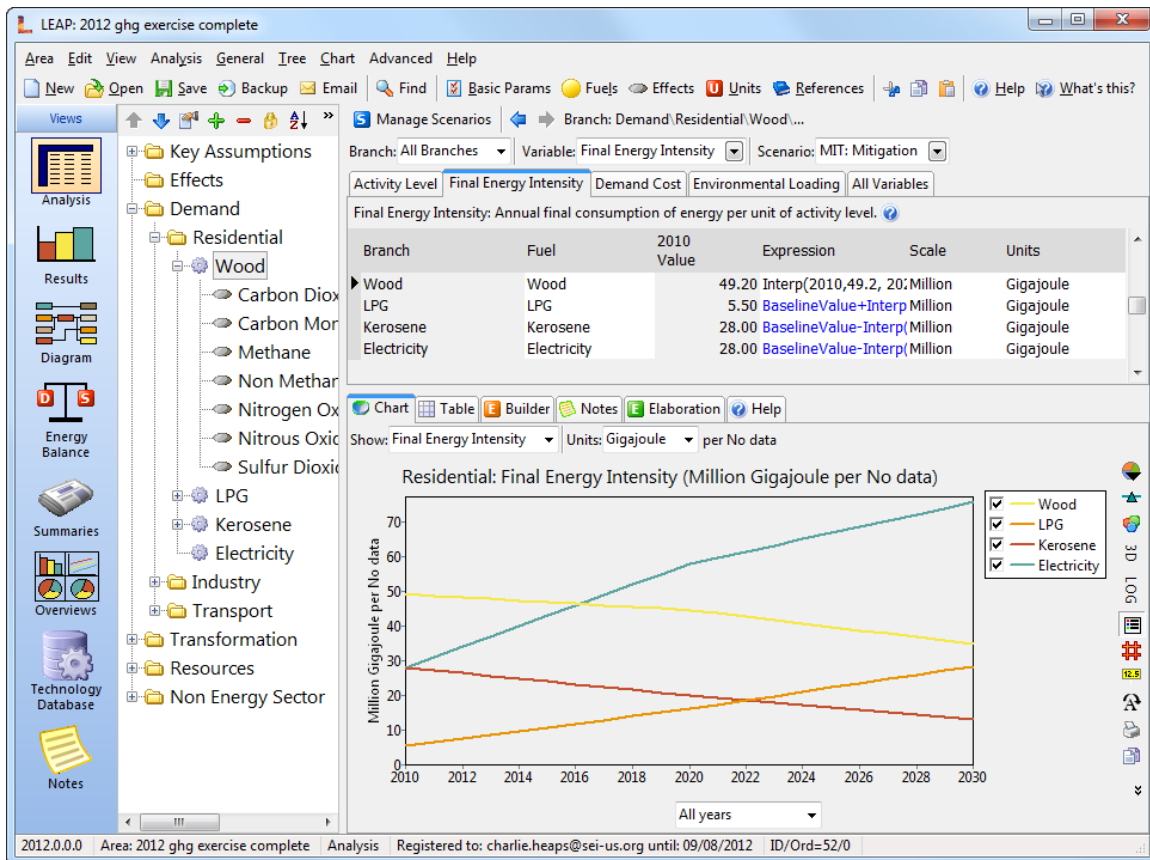 LEAP: 2012 ghg exercise complete
Area Edit View Analysis General Tree Chart Advanced Help
New Open Save Backup Email Find Basic Params Fuels Effects Units References Help What's this?
Views
Analysis
Results
Diagram
Energy
Balance
Summaries
Overviews
Technology
Database
Notes
Key Assumptions
Effects
Demand
Residential
Wood
Carbon Diox
Carbon Mon
Methane
Non Methan
Nitrogen Ox
Nitrous Oxid
Sulfur Dioxid
LPG
Kerosene
Electricity
Industry
Transport
Transformation
Resources
Non Energy Sector
Manage Scenarios Branch: Demand\Residential\Wood\...
Branch: All Branches Variable: Final Energy Intensity Scenario: MIT: Mitigation
Activity Level Final Energy Intensity Demand Cost Environmental Loading All Variables
Final Energy Intensity: Annual final consumption of energy per unit of activity level.
Branch Fuel 2010 Value Expression Scale Units
Wood Wood 49.20 Interp(2010,49.2, 202 Million Gigajoule
LPG LPG 5.50 BaselineValue+Interp Million Gigajoule
Kerosene Kerosene 28.00 BaselineValue-Interp( Million Gigajoule
Electricity Electricity 28.00 BaselineValue-Interp( Million Gigajoule
Chart Table Builder Notes Elaboration Help
Show: Final Energy Intensity Units: Gigajoule per No data
Residential: Final Energy Intensity (Million Gigajoule per No data)
Million Gigajoule per No data
70
60
50
40
30
20
10
0
2010 2012 2014 2016 2018 2020 2022 2024 2026 2028 2030
Wood
LPG
Kerosene
Electricity
3D
LOG
12.5
All years
2012.0.0.0 Area: 2012 ghg exercise complete Analysis Registered to: charlie.heaps@sei-us.org until: 09/08/2012 ID/Ord=52/0